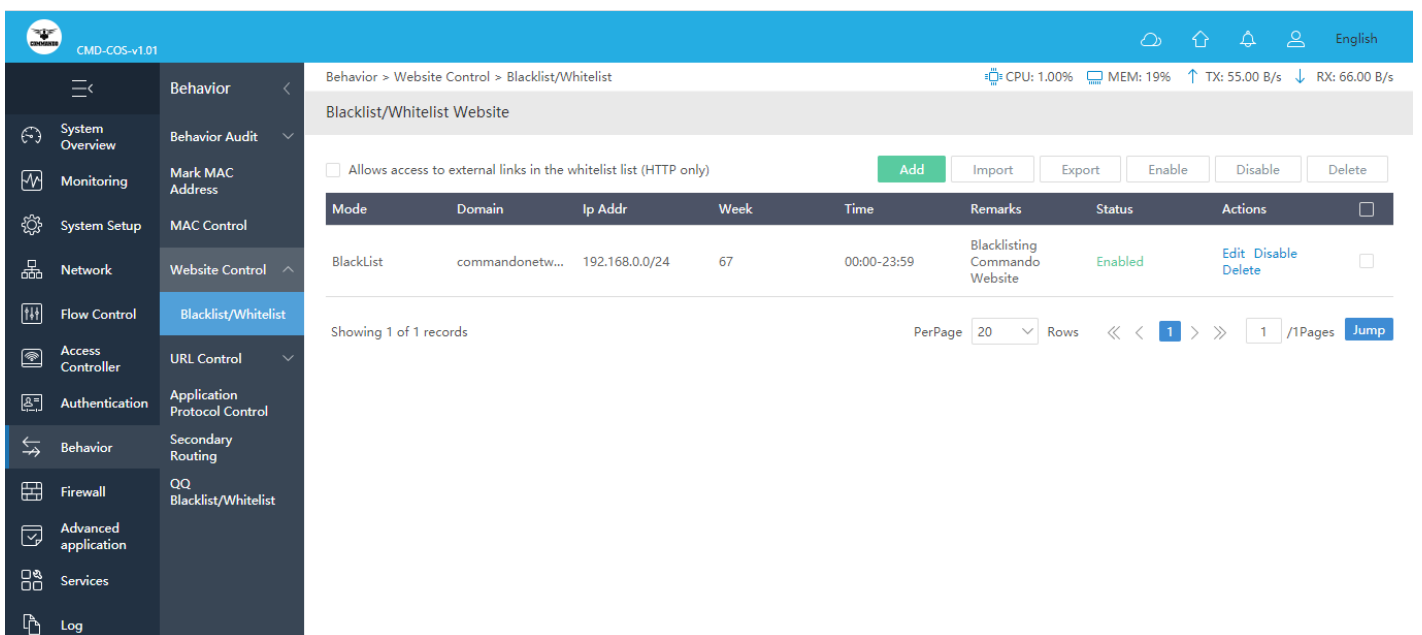 COMMANDO
CMD-COS-v1.01
English
Behavior
Behavior > Website Control > Blacklist/Whitelist
CPU: 1.00%
MEM: 19%
TX: 55.00 B/s
RX: 66.00 B/s
Blacklist/Whitelist Website
System
Overview
Monitoring
System Setup
Network
Flow Control
Access
Controller
Authentication
Behavior
Firewall
Advanced
application
Services
Log
Behavior Audit
Mark MAC
Address
MAC Control
Website Control
Blacklist/Whitelist
URL Control
Application
Protocol Control
Secondary
Routing
QQ
Blacklist/Whitelist
Allows access to external links in the whitelist list (HTTP only)
Add Import Export Enable Disable Delete
Mode Domain Ip Addr Week Time Remarks Status Actions
BlackList commandonetw... 192.168.0.0/24 67 00:00-23:59
Blacklisting
Commando
Website
Enabled
Edit Disable
Delete
Showing 1 of 1 records
PerPage 20 Rows 1 1 /1Pages Jump